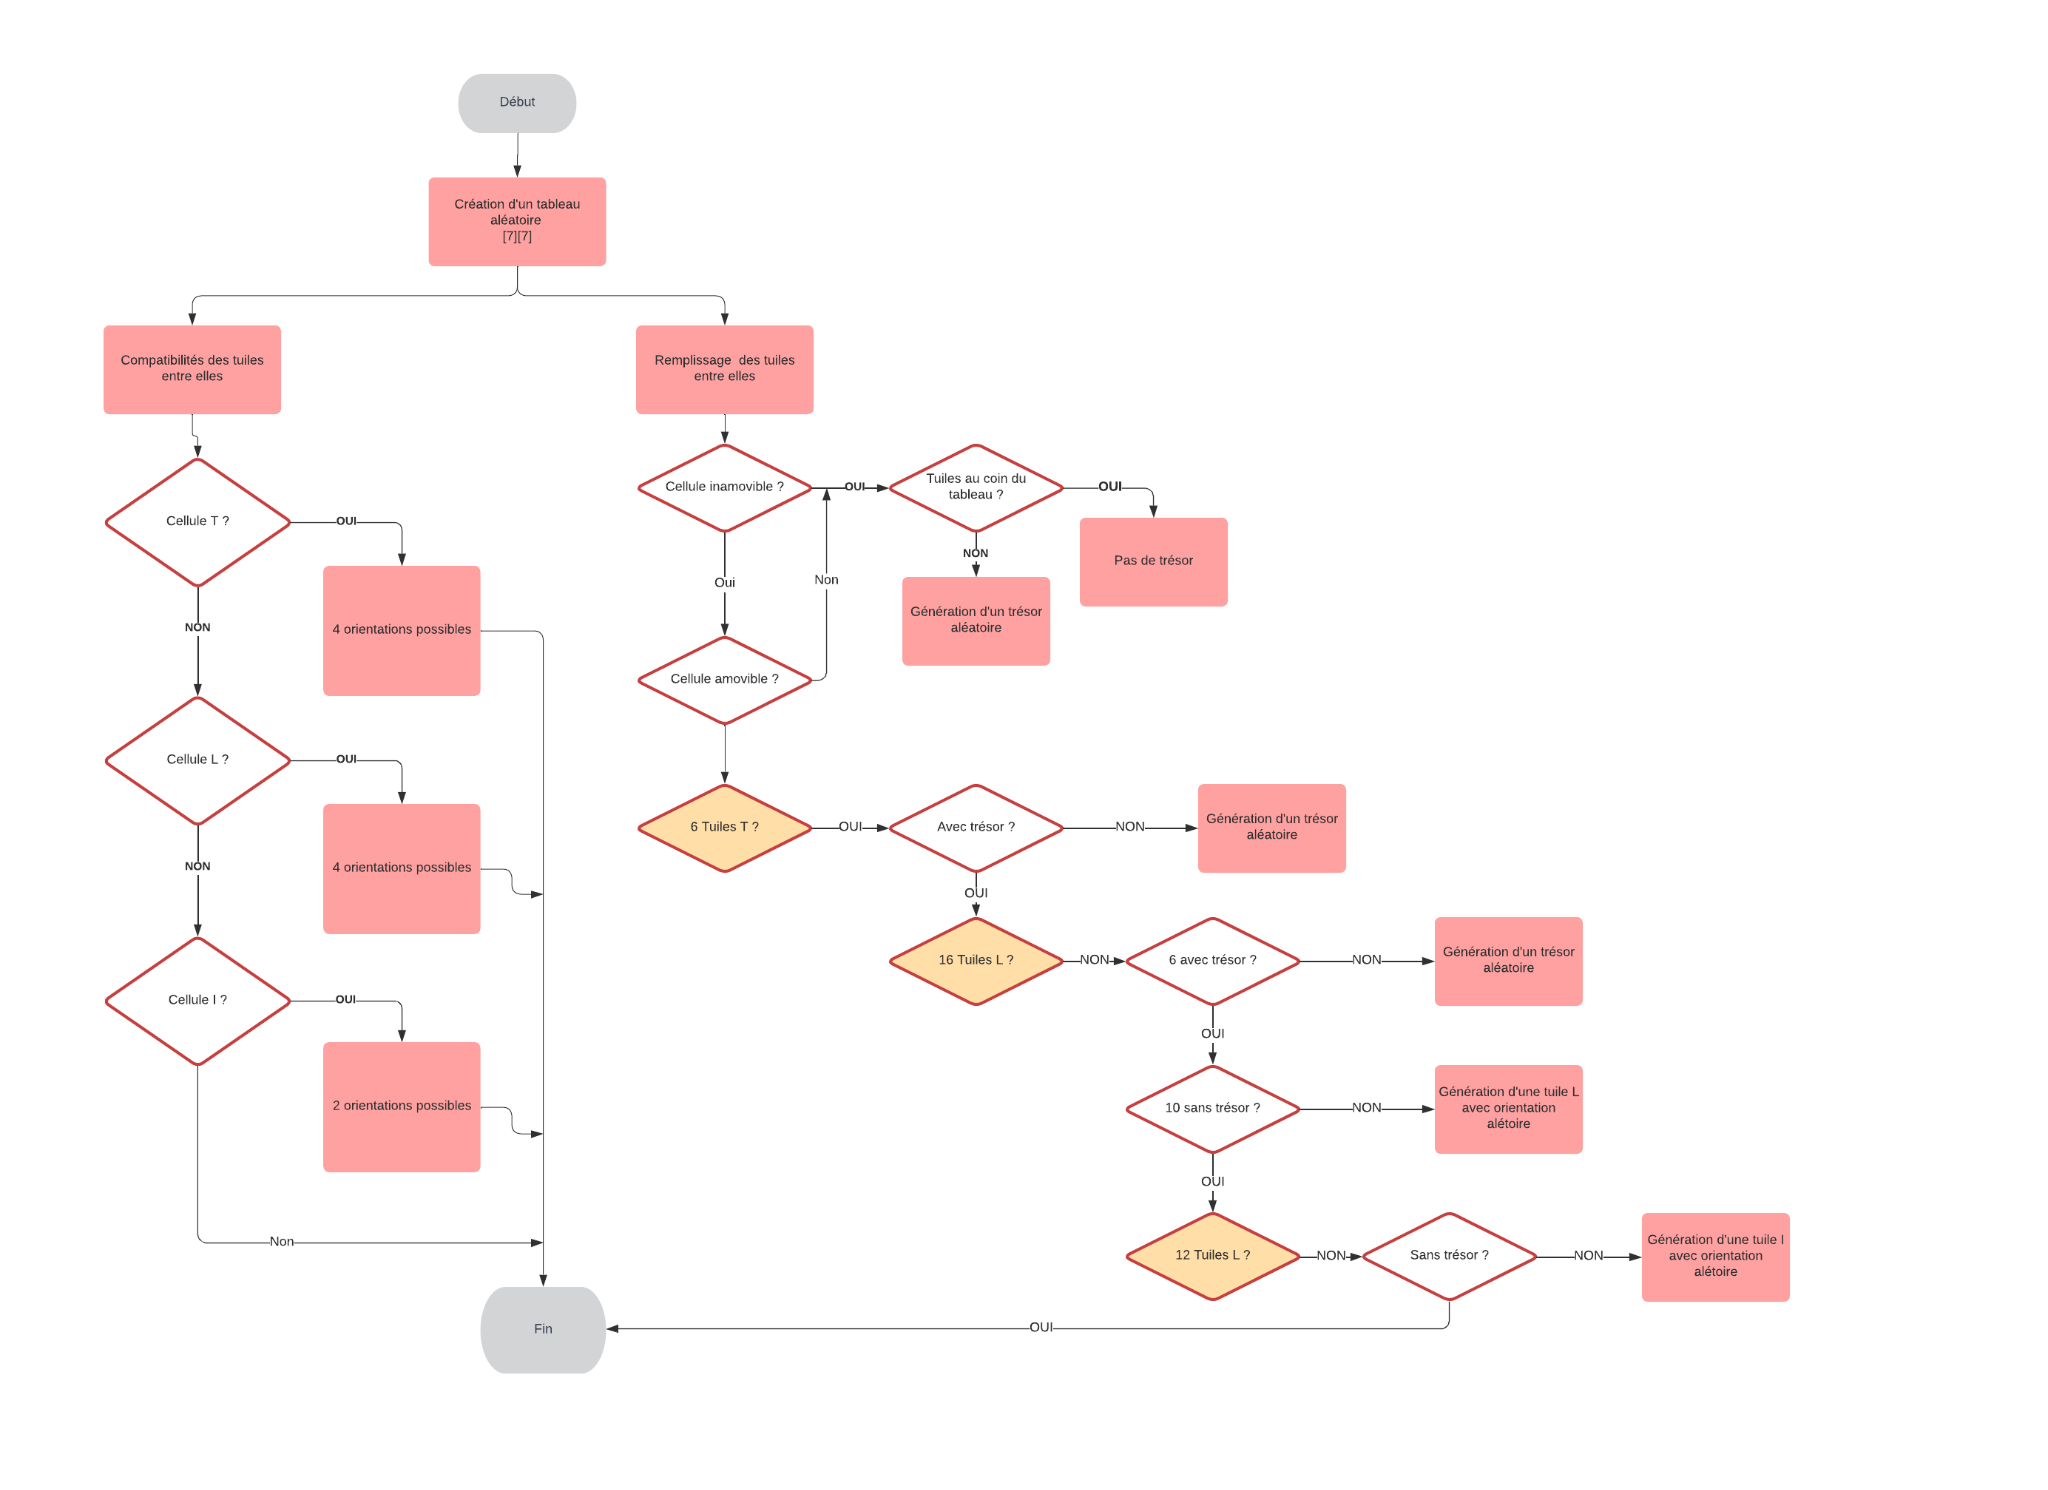 Début
Création d'un tableau
aléatoire
[7][7]
Compatibilités des tuiles
entre elles
Remplissage  des tuiles
entre elles
Cellule T ?
OUI
4 orientations possibles
NON
Cellule L ?
OUI
4 orientations possibles
NON
Cellule I ?
OUI
2 orientations possibles
Non
Cellule inamovible ?
OUI
Tuiles au coin du
tableau ?
OUI
Pas de trésor
NON
Génération d'un trésor
aléatoire
Oui
Non
Cellule amovible ?
6 Tuiles T ?
OUI
Avec trésor ?
NON
Génération d'un trésor
aléatoire
OUI
16 Tuiles L ?
NON
6 avec trésor ?
NON
Génération d'un trésor
aléatoire
OUI
10 sans trésor ?
NON
Génération d'une tuile L
avec orientation
alétoire
OUI
12 Tuiles L ?
NON
Sans trésor ?
NON
Génération d'une tuile I
avec orientation
alétoire
OUI
Fin